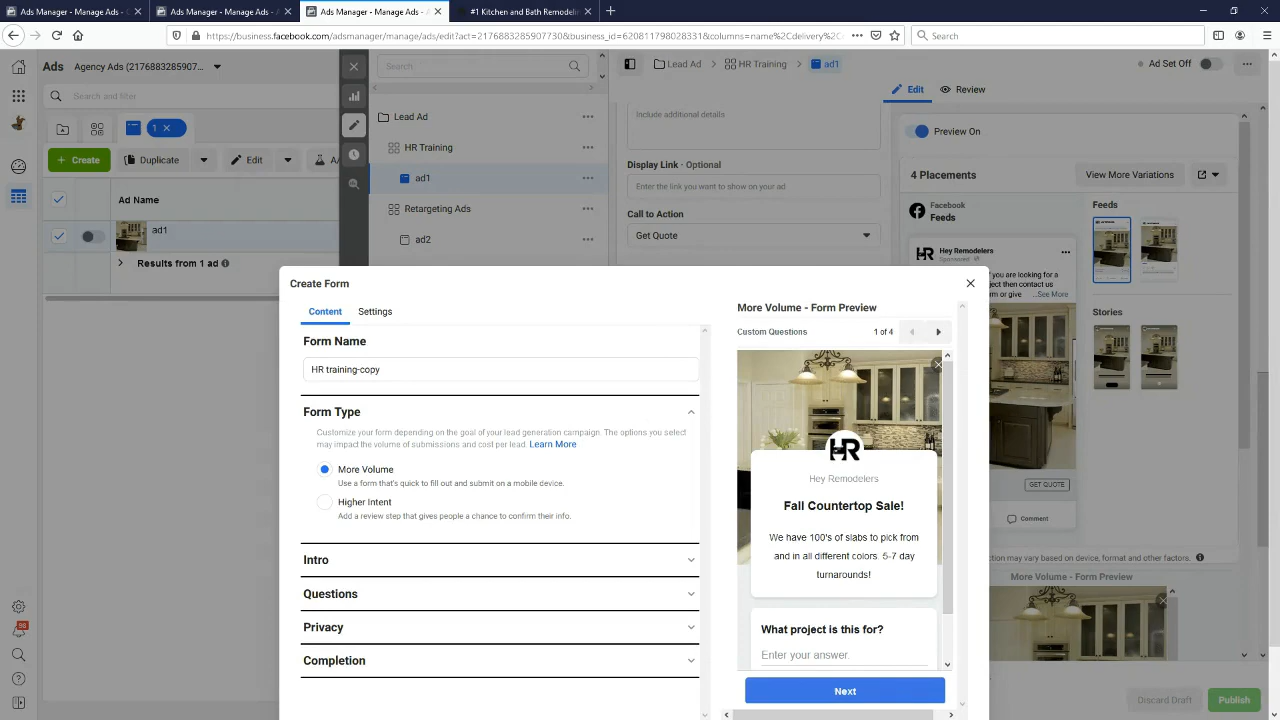 Ads Manager - Manage Ads - C
Ads Manager - Manage Ads - A
Ads Manager - Manage Ads - A
#1 Kitchen and Bath Remodelin
https://business.facebook.com/adsmanager/manage/ads/edit?act=2176883285907730&business_id=620811798028331&columns=name%2Cdelivery%2C
Search
Ads
Agency Ads (2176883285907...
Search and filter
1
+ Create
Duplicate
Edit
A/
Ad Name
ad1
Results from 1 ad
98
Search
Lead Ad
HR Training
ad1
Retargeting Ads
ad2
Lead Ad
HR Training
ad1
Ad Set Off
Edit
Review
Include additional details
Display Link - Optional
Enter the link you want to show on your ad
Call to Action
Get Quote
Preview On
4 Placements
View More Variations
Facebook
Feeds
Feeds
HR
Hey Remodelers
Sponsored
you are looking for a
ject then contact us
rm or give
...See More
Stories
GET QUOTE
Comment
ction may vary based on device, format and other factors.
More Volume - Form Preview
Discard Draft
Publish
Create Form
Content
Settings
Form Name
HR training-copy
Form Type
Customize your form depending on the goal of your lead generation campaign. The options you select
may impact the volume of submissions and cost per lead. Learn More
More Volume
Use a form that's quick to fill out and submit on a mobile device.
Higher Intent
Add a review step that gives people a chance to confirm their info.
Intro
Questions
Privacy
Completion
More Volume - Form Preview
Custom Questions
1 of 4
HR
Hey Remodelers
Fall Countertop Sale!
We have 100's of slabs to pick from
and in all different colors. 5-7 day
turnarounds!
What project is this for?
Enter your answer.
Next